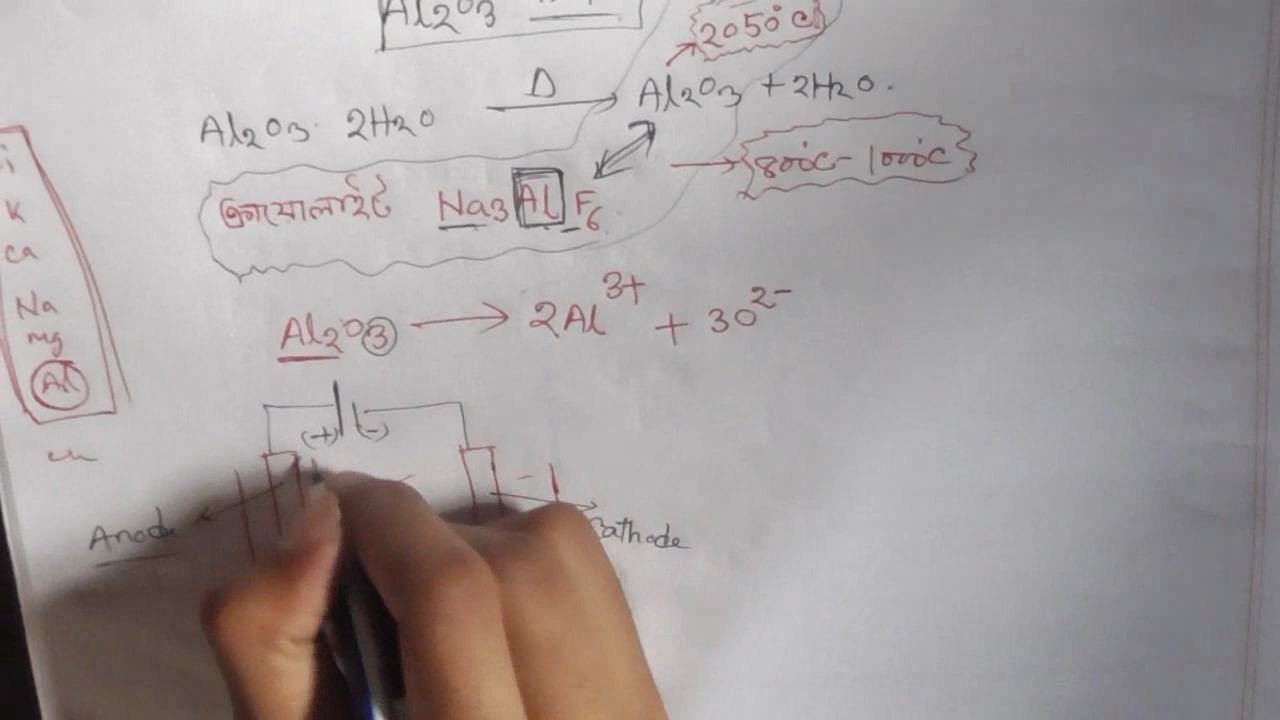 Al2O3
2050°C
Al2O3. 2H2O Δ → Al2O3 + 2H2O.
800°C - 1000°C
ক্রায়োলাইট Na3AlF6
K
Ca
Na
Mg
Al
Al2O3 → 2Al³⁺ + 3O²⁻
(+) (-)
Anode
Cathode